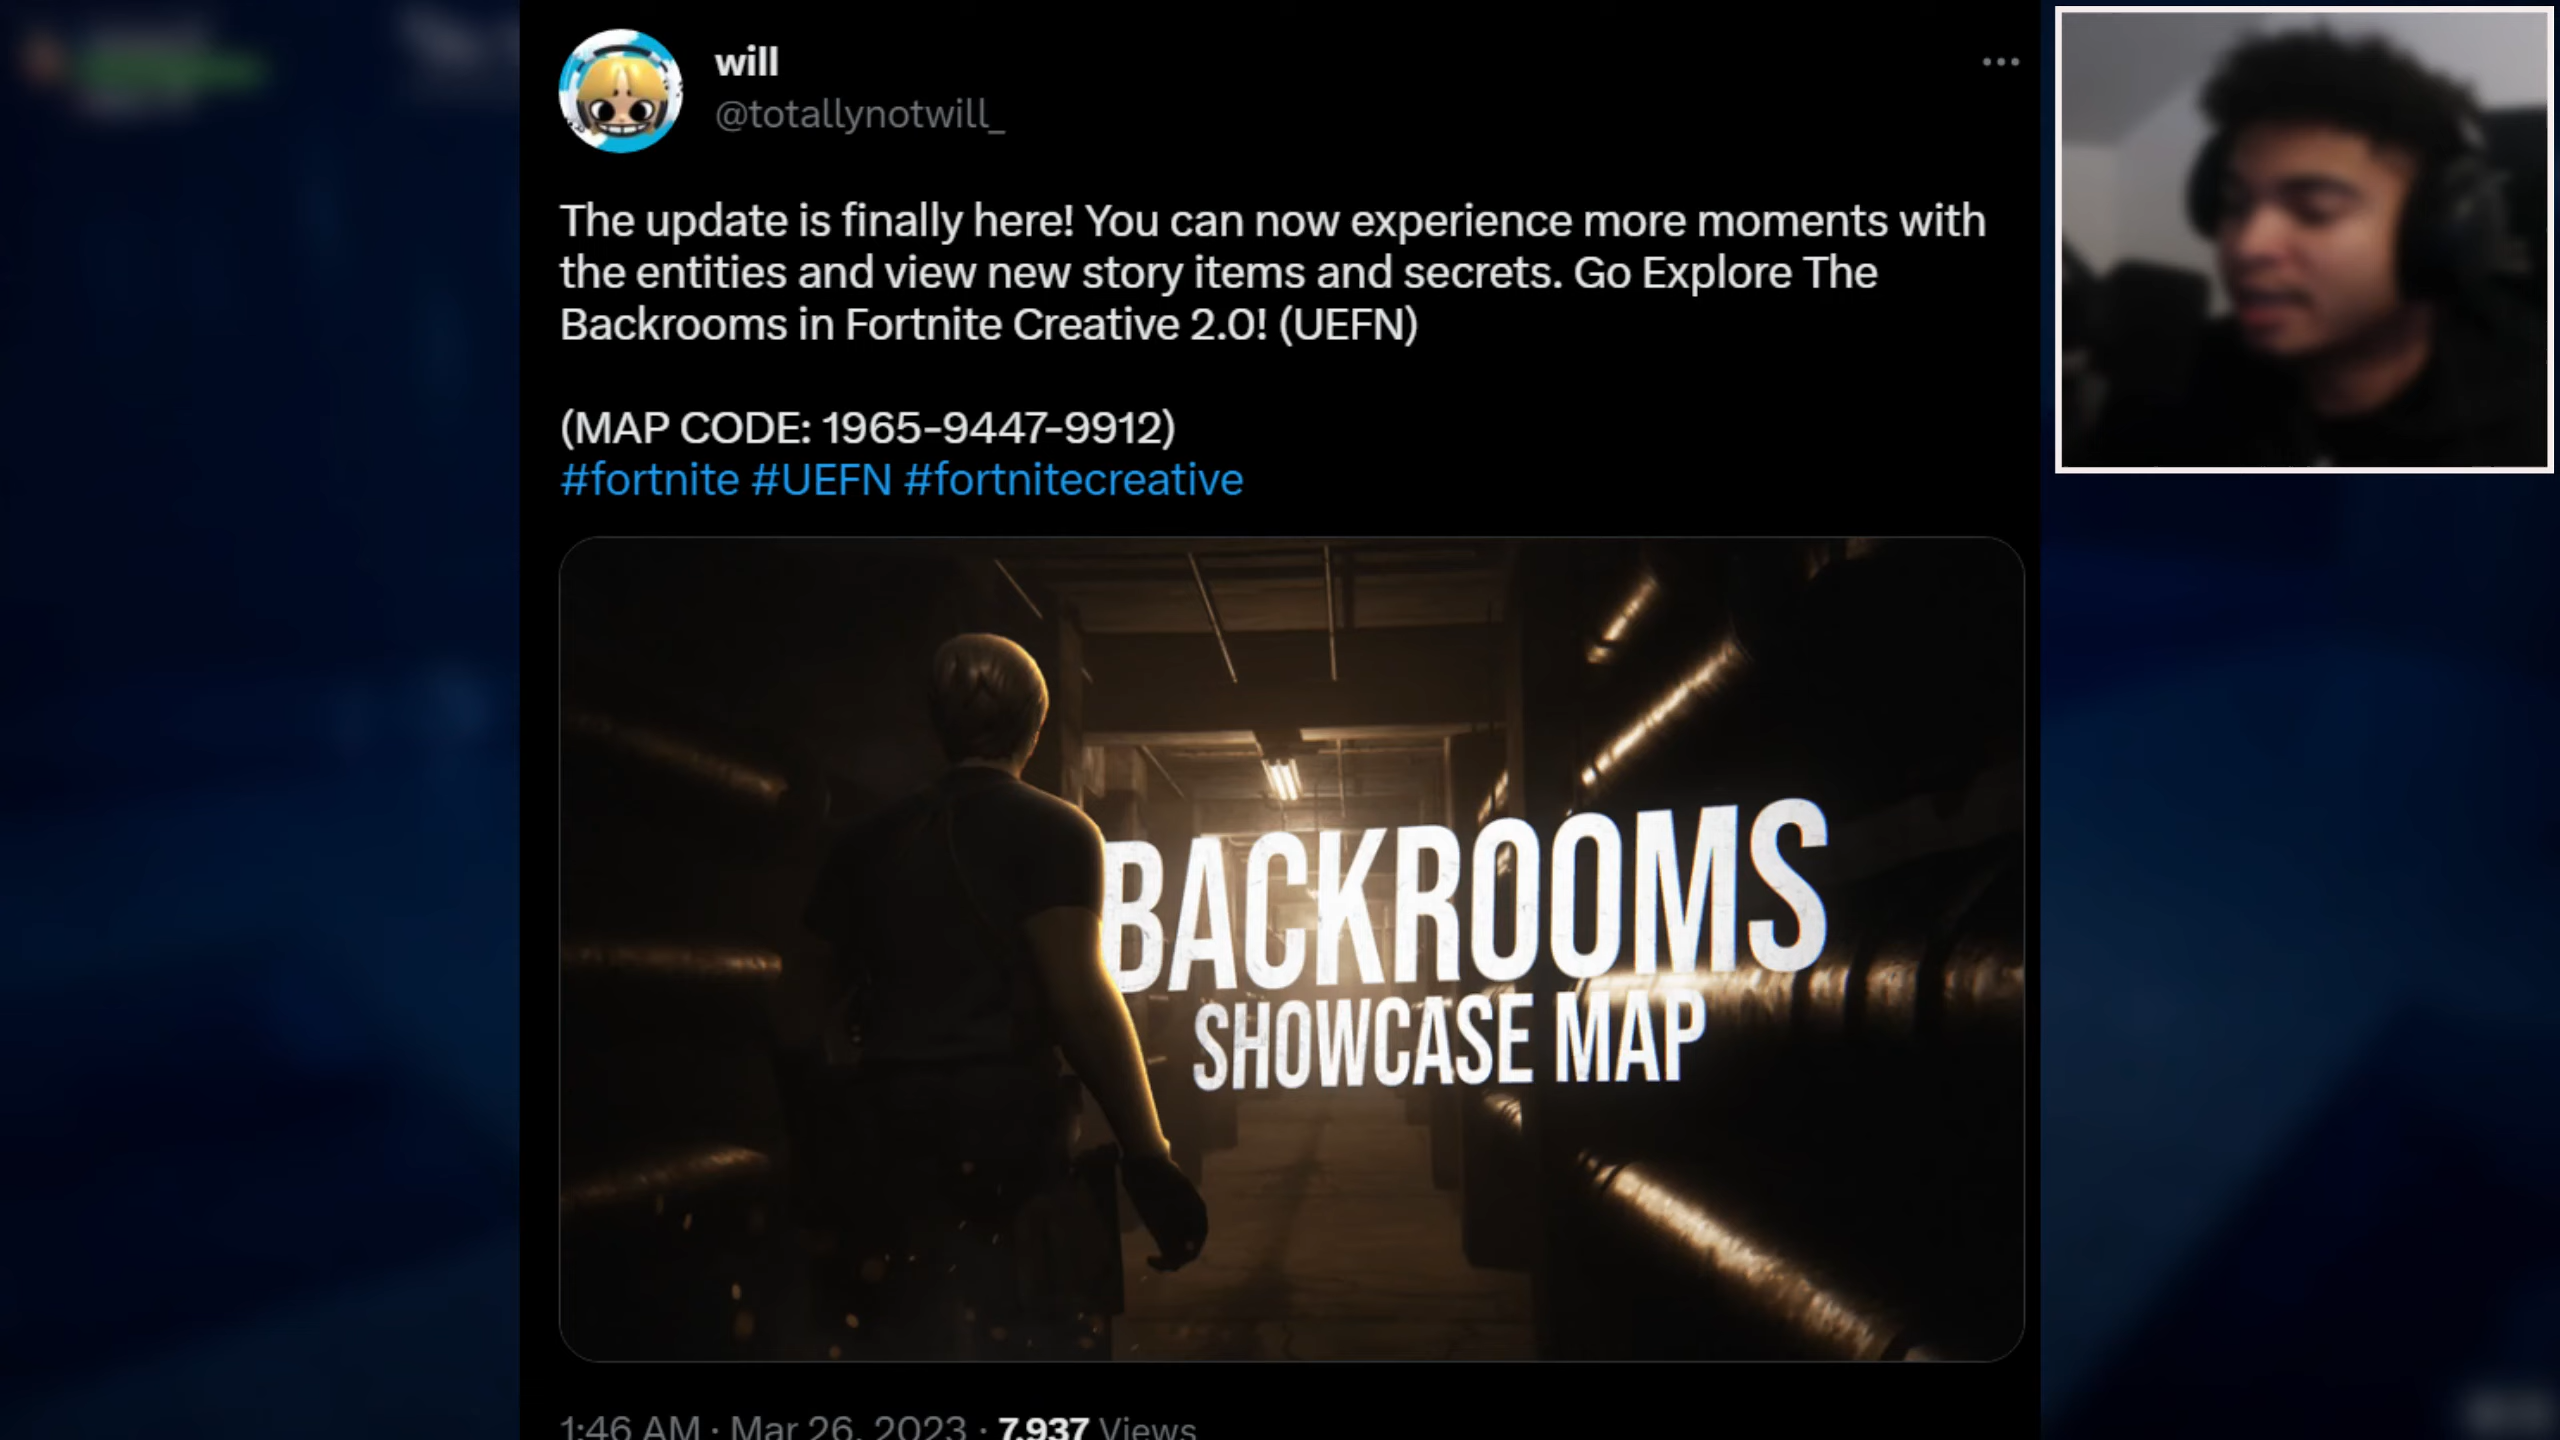 will
@totallynotwill_
The update is finally here! You can now experience more moments with
the entities and view new story items and secrets. Go Explore The
Backrooms in Fortnite Creative 2.0! (UEFN)
(MAP CODE: 1965-9447-9912)
#fortnite #UEFN #fortnitecreative
BACKROOMS
SHOWCASE MAP
1:46 AM · Mar 26, 2023 · 7,937 Views